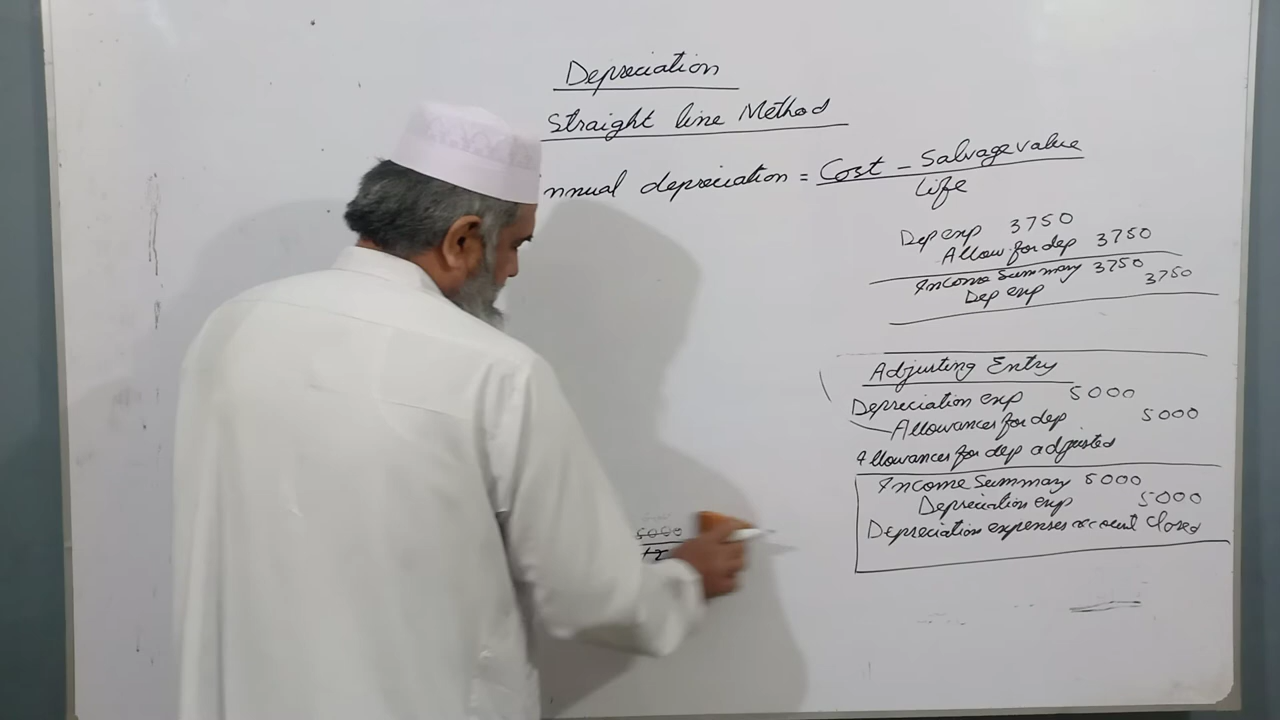 Depreciation
Straight line Method
nnual depreciation = Cost - Salvage value
Life
Dep exp 3750
Allow for dep 3750
Income Summary 3750
Dep exp 3750
Adjusting Entry
Depreciation exp 5000
Allowances for dep 5000
Allowances for dep adjusted
Income Summary 5000
Depreciation exp 5000
Depreciation expenses account closed
5000
12